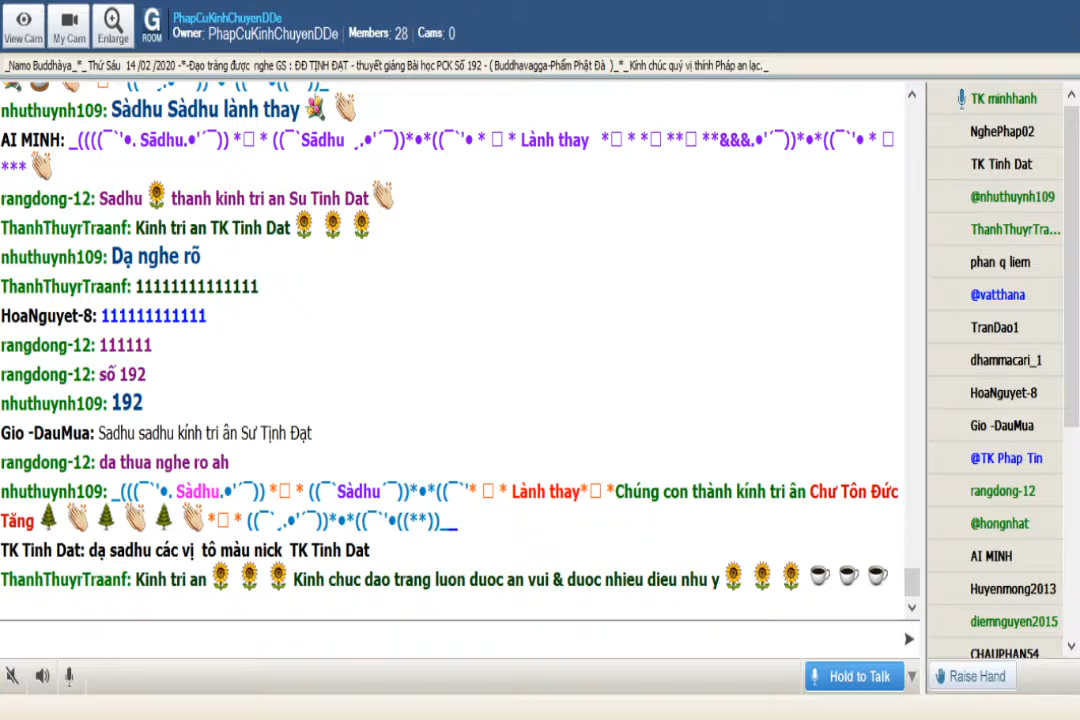 PhapCuKinhChuyenDDe
View Cam My Cam Enlarge G ROOM Owner: PhapCuKinhChuyenDDe Members: 28 Cams: 0
_Namo Buddhàya_*_ Thứ Sáu 14 /02 /2020 -*-Đạo tràng được nghe GS : ĐĐ TỊNH ĐẠT - thuyết giảng Bài học PCK Số 192 - ( Buddhavagga-Phẩm Phật Đà )_*_ Kính chúc quý vị thính Pháp an lạc._
nhuthuynh109: Sàdhu Sàdhu lành thay
AI MINH: _((((¯`'•. Sãdhu.•'´¯)) *□ * ((¯`Sãdhu ¸.•'´¯))*•*((¯`'• * □ * Lành thay *□ * *□ **□ **&&&.•'´¯))*•*((¯`'• * □
***
rangdong-12: Sadhu thanh kinh tri an Su Tinh Dat
ThanhThuyrTraanf: Kinh tri an TK Tinh Dat
nhuthuynh109: Dạ nghe rõ
ThanhThuyrTraanf: 11111111111111
HoaNguyet-8: 111111111111
rangdong-12: 111111
rangdong-12: số 192
nhuthuynh109: 192
Gio -DauMua: Sadhu sadhu kính tri ân Sư Tịnh Đạt
rangdong-12: da thua nghe ro ah
nhuthuynh109: _(((¯`'•. Sàdhu.•'´¯)) *□ * ((¯`Sàdhu´¯))*•*((¯`'* □ * Lành thay*□ *Chúng con thành kính tri ân Chư Tôn Đức
Tăng *□ * ((¯`¸.•'´¯))*•*((¯`'•((**))__
TK Tinh Dat: dạ sadhu các vị tô màu nick TK Tinh Dat
ThanhThuyrTraanf: Kinh tri an Kinh chuc dao trang luon duoc an vui & duoc nhieu dieu nhu y
Hold to Talk
TK minhhanh
NghePhap02
TK Tinh Dat
@nhuthuynh109
ThanhThuyrTra...
phan q liem
@vatthana
TranDao1
dhammacari_1
HoaNguyet-8
Gio -DauMua
@TK Phap Tin
rangdong-12
@hongnhat
AI MINH
Huyenmong2013
diemnguyen2015
CHAUPHAN54
Raise Hand